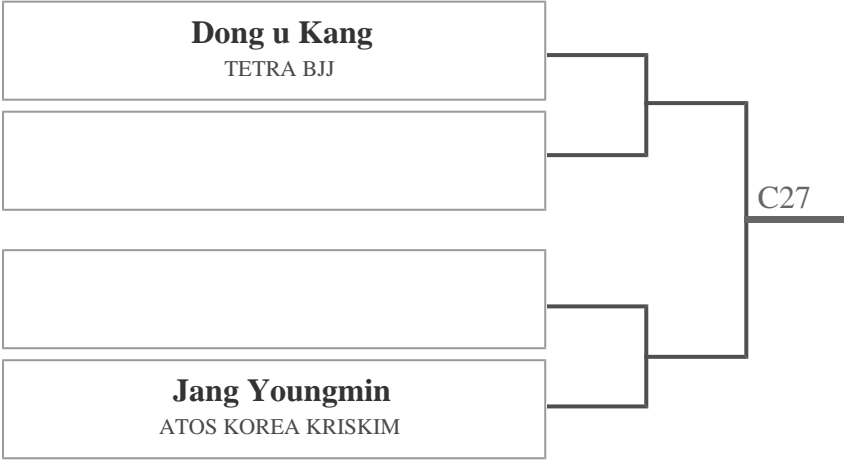 Dong u Kang
TETRA BJJ
C27
Jang Youngmin
ATOS KOREA KRISKIM